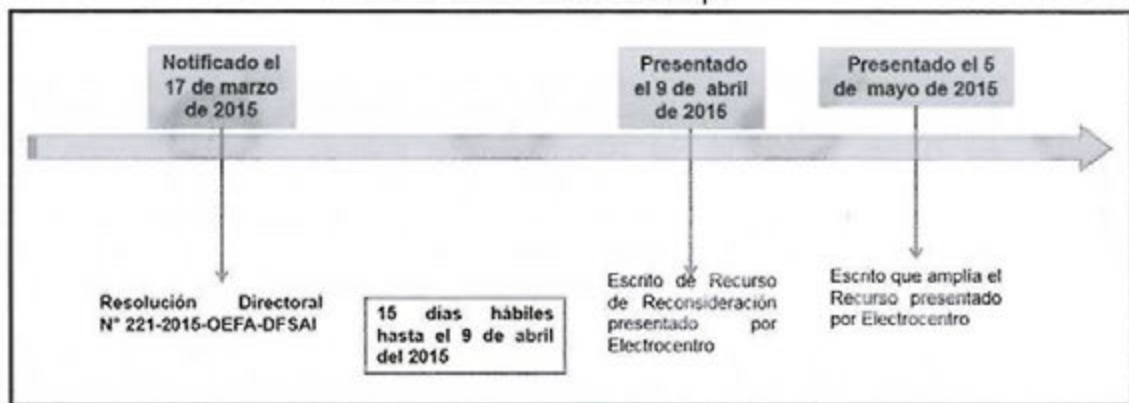 Notificado el
17 de marzo
de 2015
Presentado
el 9 de abril
de 2015
Presentado el 5
de mayo de 2015
Resolución Directoral
N° 221-2015-OEFA-DFSAI
15 días hábiles
hasta el 9 de abril
del 2015
Escrito de Recurso
de Reconsideración
presentado por
Electrocentro
Escrito que amplía el
Recurso presentado
por Electrocentro